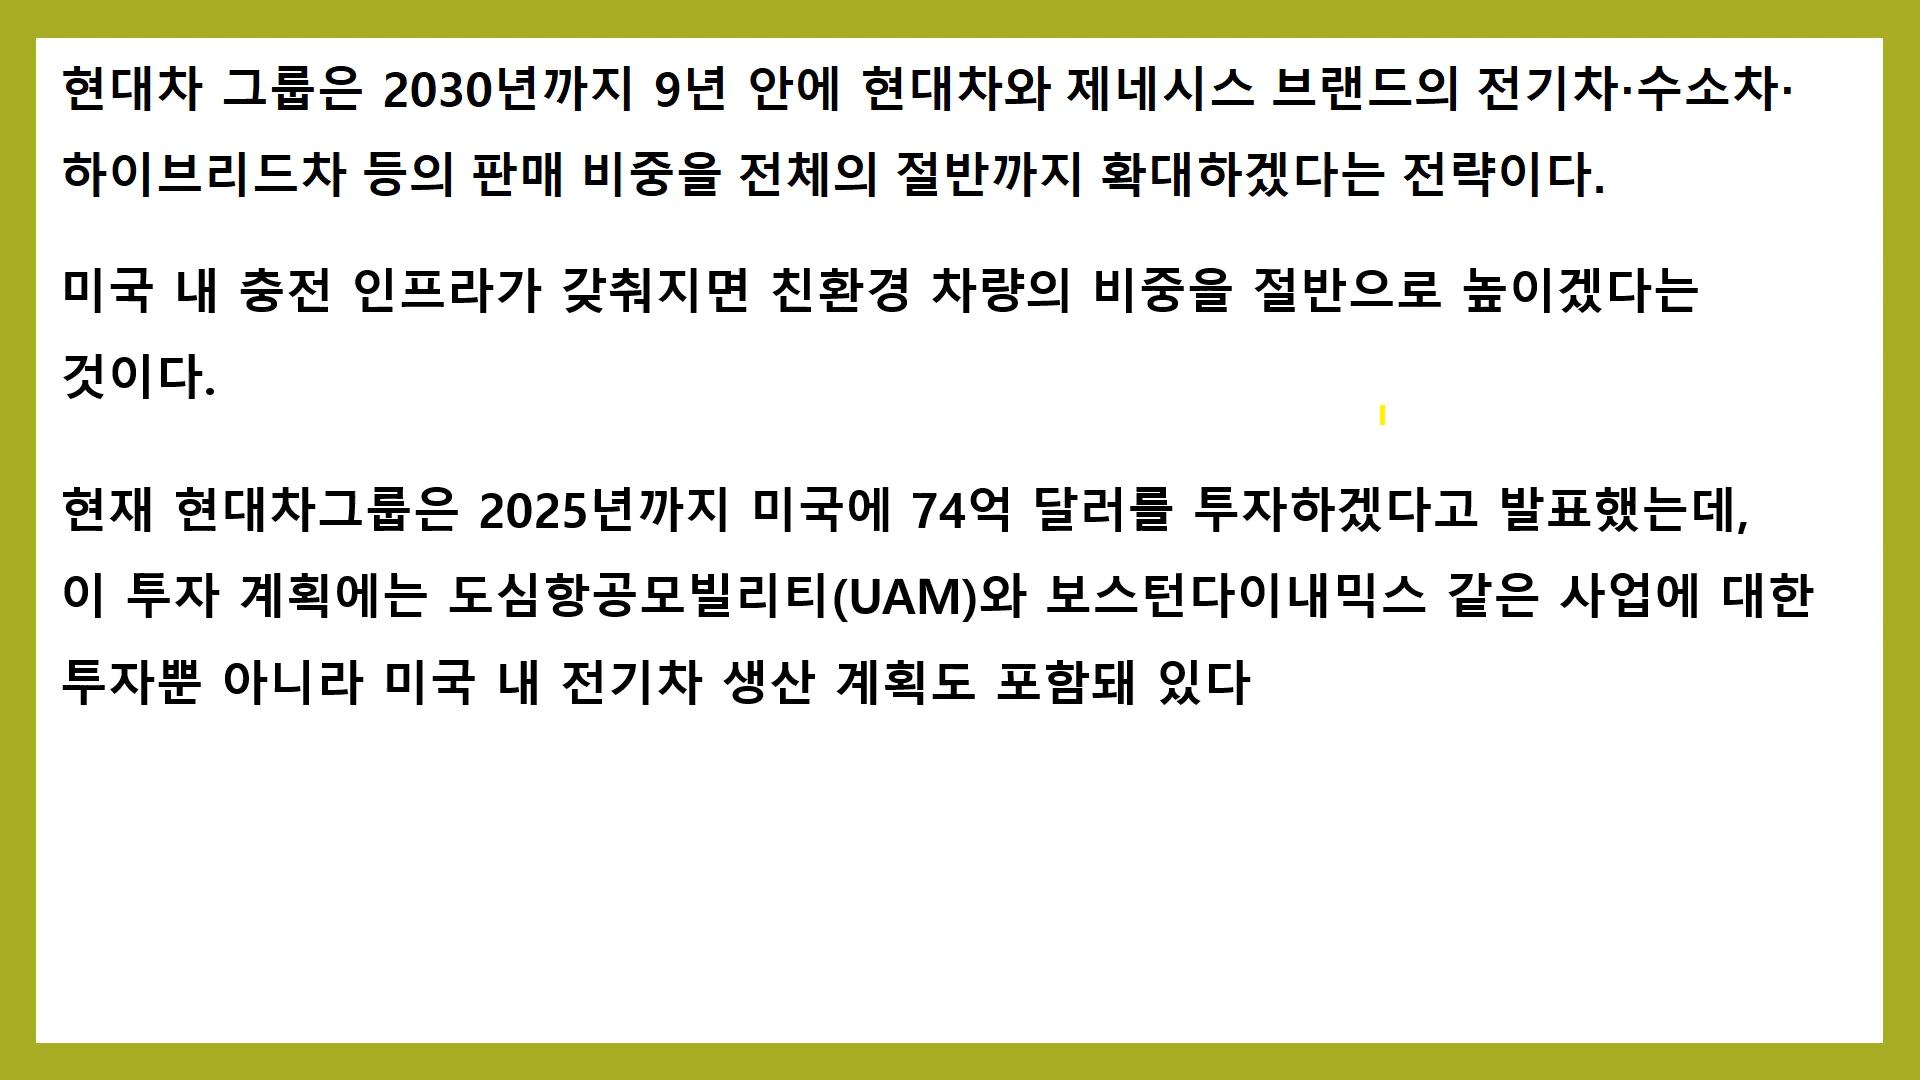 현대차 그룹은 2030년까지 9년 안에 현대차와 제네시스 브랜드의 전기차·수소차·
하이브리드차 등의 판매 비중을 전체의 절반까지 확대하겠다는 전략이다.
미국 내 충전 인프라가 갖춰지면 친환경 차량의 비중을 절반으로 높이겠다는
것이다.
현재 현대차그룹은 2025년까지 미국에 74억 달러를 투자하겠다고 발표했는데,
이 투자 계획에는 도심항공모빌리티(UAM)와 보스턴다이내믹스 같은 사업에 대한
투자뿐 아니라 미국 내 전기차 생산 계획도 포함돼 있다